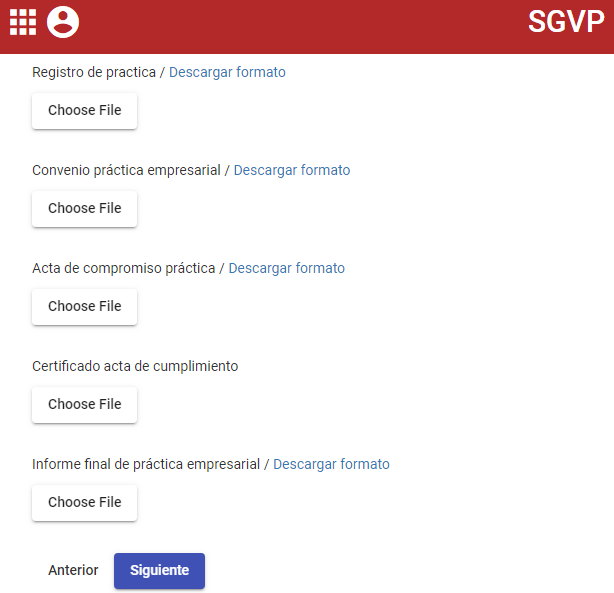 SGVP
Registro de practica / Descargar formato
Choose File
Convenio práctica empresarial / Descargar formato
Choose File
Acta de compromiso práctica / Descargar formato
Choose File
Certificado acta de cumplimiento
Choose File
Informe final de práctica empresarial / Descargar formato
Choose File
Anterior Siguiente